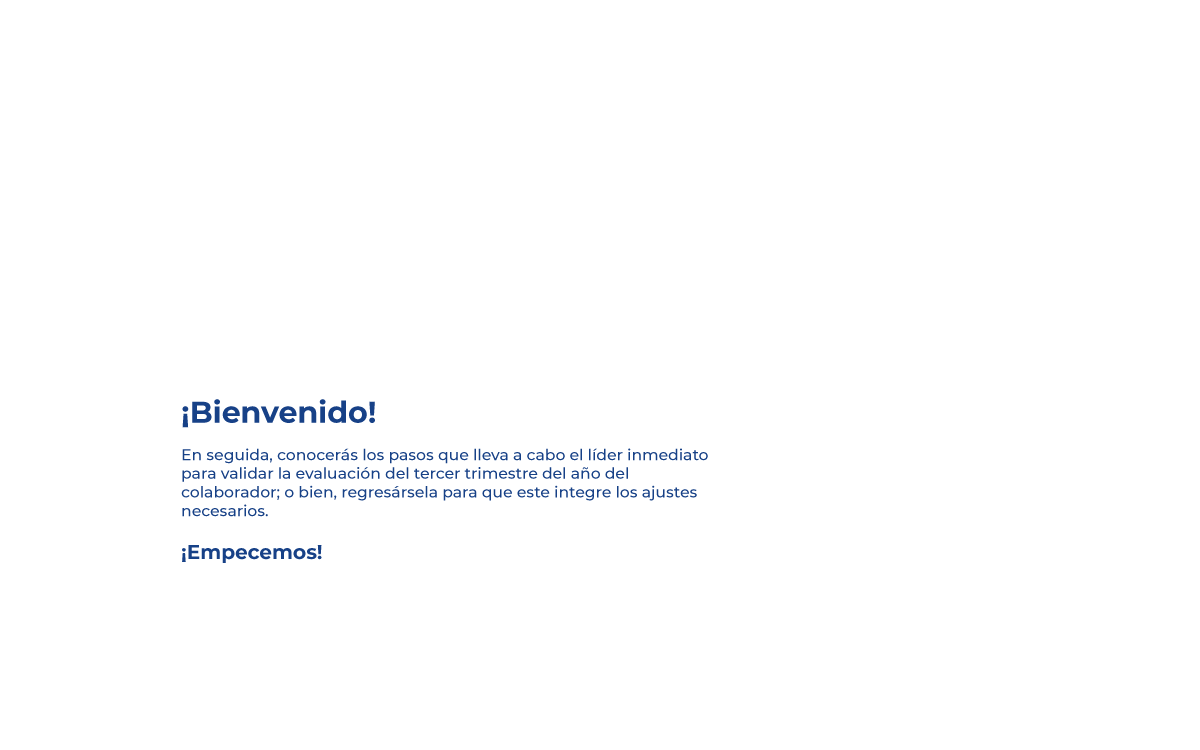 ¡Bienvenido!
En seguida, conocerás los pasos que lleva a cabo el líder inmediato
para validar la evaluación del tercer trimestre del año del
colaborador; o bien, regresársela para que este integre los ajustes
necesarios.
¡Empecemos!